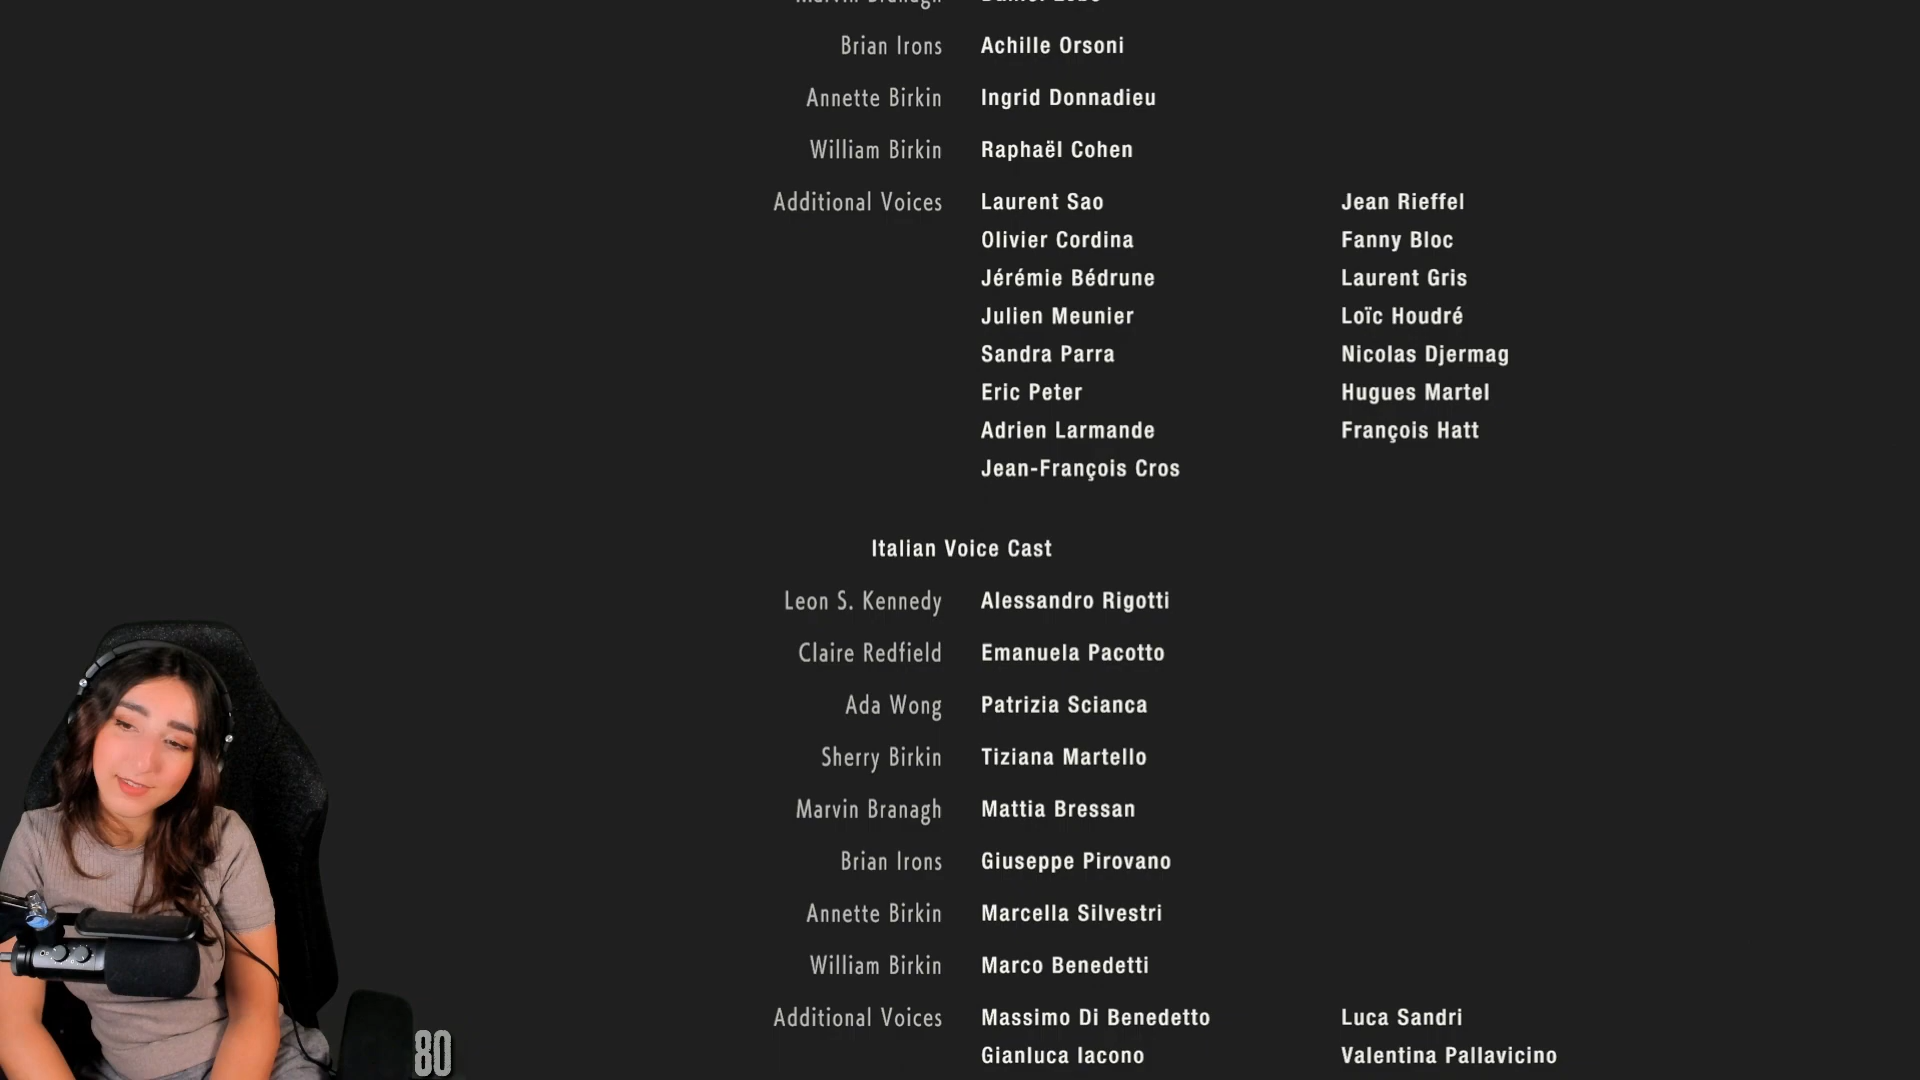 Brian Irons Achille Orsoni
Annette Birkin Ingrid Donnadieu
William Birkin Raphaël Cohen
Additional Voices Laurent Sao Jean Rieffel
Olivier Cordina Fanny Bloc
Jérémie Bédrune Laurent Gris
Julien Meunier Loïc Houdré
Sandra Parra Nicolas Djermag
Eric Peter Hugues Martel
Adrien Larmande François Hatt
Jean-François Cros
Italian Voice Cast
Leon S. Kennedy Alessandro Rigotti
Claire Redfield Emanuela Pacotto
Ada Wong Patrizia Scianca
Sherry Birkin Tiziana Martello
Marvin Branagh Mattia Bressan
Brian Irons Giuseppe Pirovano
Annette Birkin Marcella Silvestri
William Birkin Marco Benedetti
Additional Voices Massimo Di Benedetto Luca Sandri
Gianluca Iacono Valentina Pallavicino
80